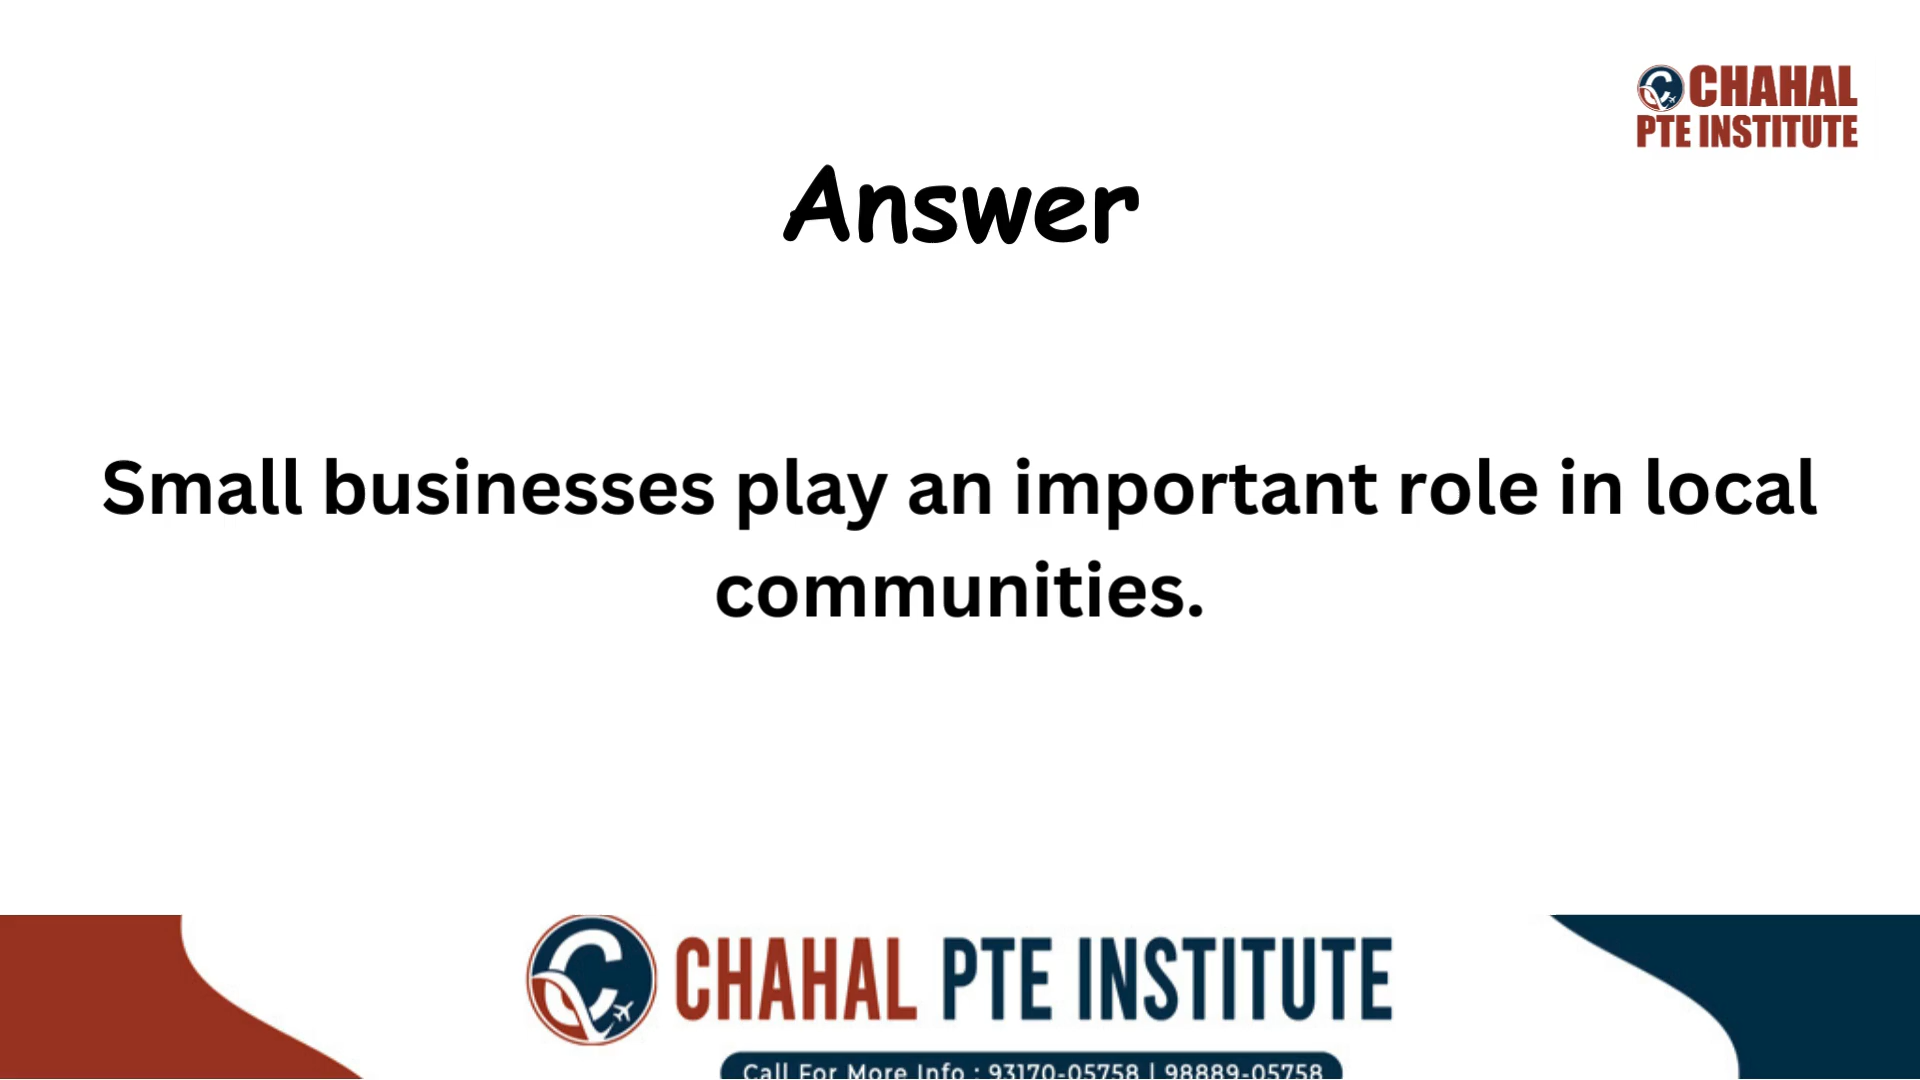 CHAHAL
PTE INSTITUTE
Answer
Small businesses play an important role in local
communities.
CHAHAL PTE INSTITUTE
Call For More Info : 93170-05758 | 98889-05758